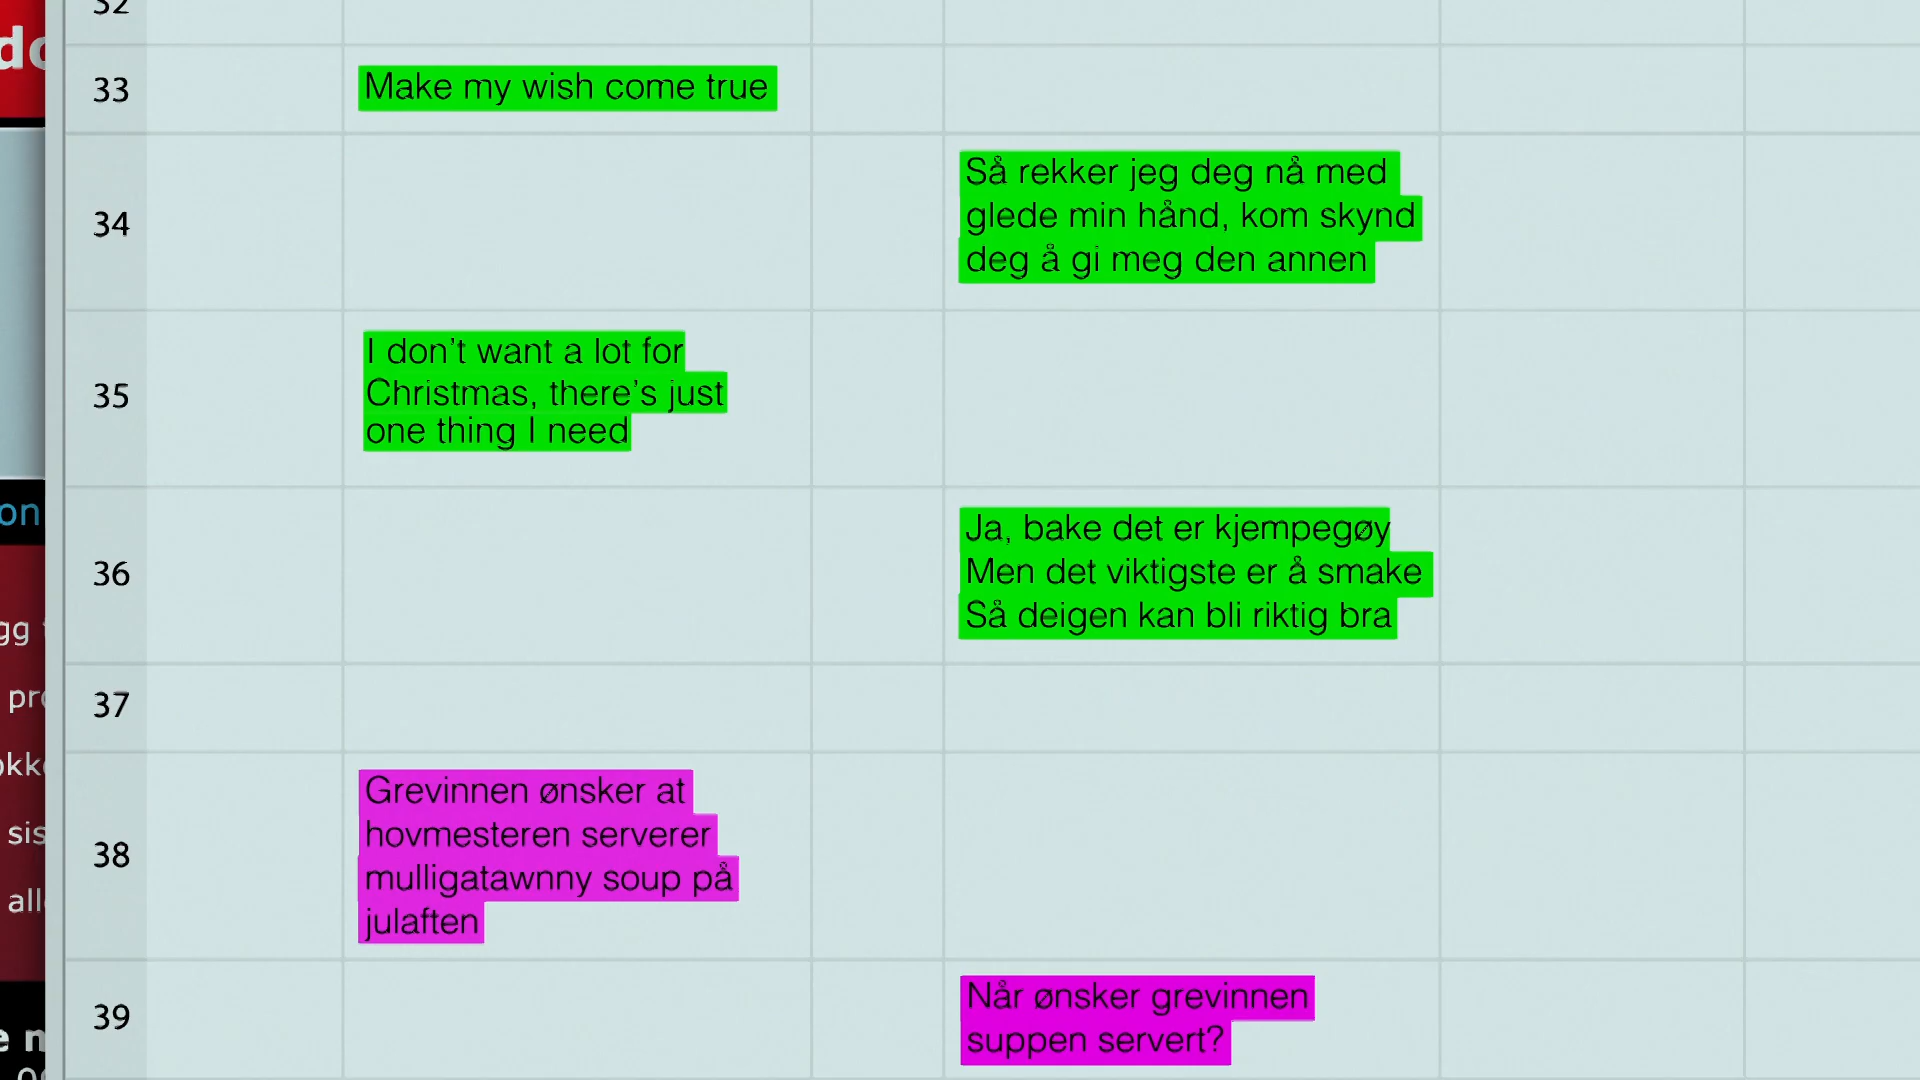 32
33
Make my wish come true
34
Så rekker jeg deg nå med
glede min hånd, kom skynd
deg å gi meg den annen
35
I don't want a lot for
Christmas, there's just
one thing I need
on
36
Ja, bake det er kjempegøy
Men det viktigste er å smake
Så deigen kan bli riktig bra
37
38
Grevinnen ønsker at
hovmesteren serverer
mulligatawnny soup på
julaften
39
Når ønsker grevinnen
suppen servert?